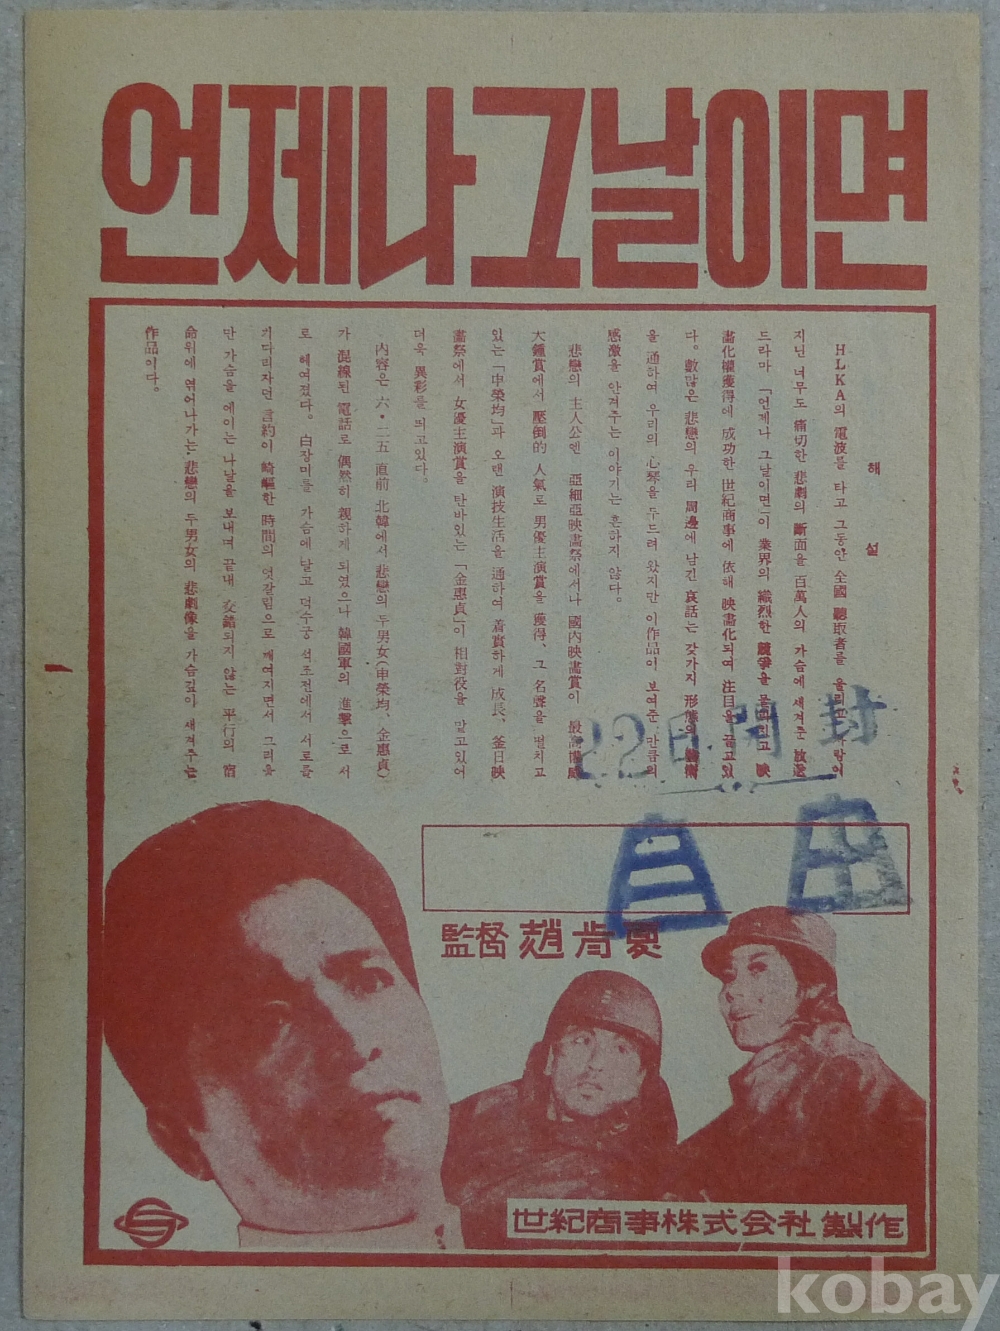 언제나 그날이면
해 설
HLKA의 電波를 타고 그동안 全國 聽取者를 울리고
지닌 너무도 痛切한 悲劇의 斷面을 百萬人의 가슴에 새겨준 放送
드라마 「언제나 그날이면」이 業界의 熾烈한 競爭을 물리치고 映
畫化權獲得에 成功한 世紀商事에 依해 映畫化되여 注目을 끌고있
다。 數많은 悲戀의 우리 周邊에 남긴 哀話는 갖가지 形態의 藝術
을 通하여 우리의 心琴을 두드려 왔지만 이作品이 보여준 만큼의
感激을 안겨주는 이야기는 흔하지 않다。
悲戀의 主人公엔 亞細亞映畫祭에서나 國內映畫賞이 最高
大鐘賞에서 壓倒的 人氣로 男優主演賞을 獲得、 그 名聲을 떨치고
있는 「申榮均」과 오랜 演技生活을 通하여 着實하게 成長、 釜日映
畫祭에서 女優主演賞을 탄바있는 「金惠貞」이 相對役을 맡고있어
더욱 異彩를 띄고있다。
內容은 六・二五 直前 北韓에서 悲戀의 두男女(申榮均、金惠貞)
가 混線된 電話로 偶然히 親하게 되였으나 韓國軍의 進擊으로 서
로 헤여졌다。 白장미를 가슴에 달고 덕수궁 석조전에서 서로를
기다리자던 言約이 崎嶇한 時間의 엇갈림으로 깨여지면서 그리움
만 가슴을 에이는 나날을 보내며 끝내 交錯되지 않는 平行의 宿
命위에 엮어나가는 悲戀의 두男女의 悲劇像을 가슴깊이 새겨주는
作品이다。
22日 開封
自由
監督 趙肯夏
世紀商事株式会社 製作
kobay